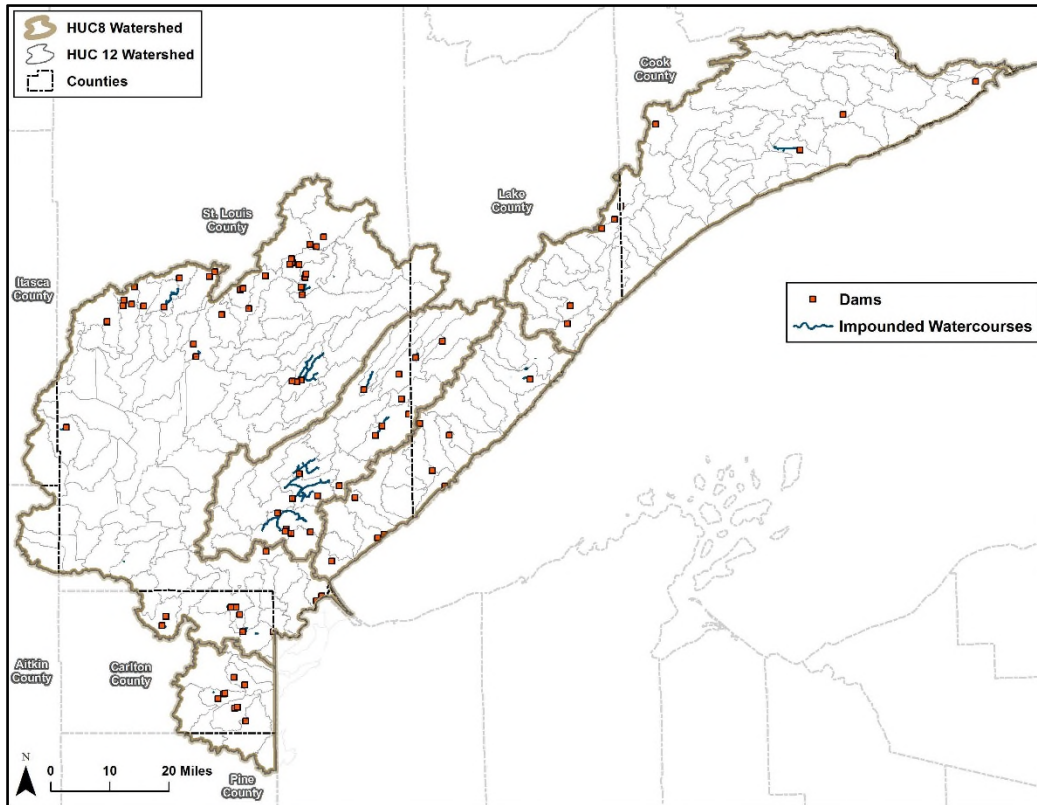 HUC8 Watershed
HUC 12 Watershed
Counties
Cook
County
Lake
County
St. Louis
County
Itasca
County
Dams
Impounded Watercourses
Aitkin
County
Carlton
County
Pine
County
N
0 10 20 Miles